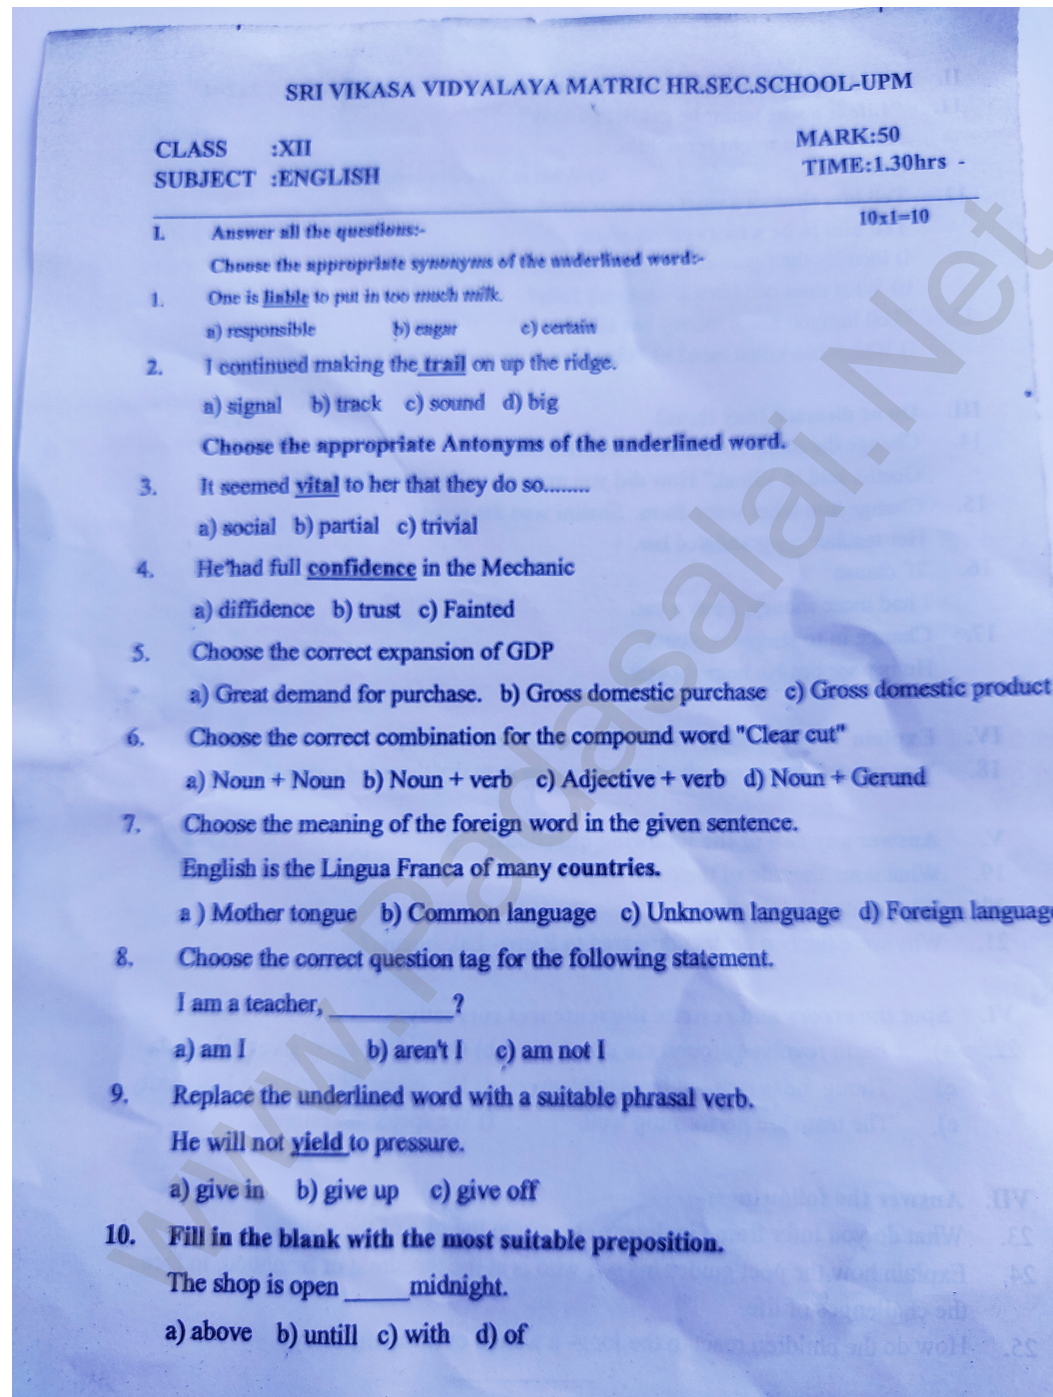 SRI VIKASA VIDYALAYA MATRIC HR.SEC.SCHOOL-UPM
CLASS :XII MARK:50
SUBJECT :ENGLISH TIME:1.30hrs -
I. Answer all the questions:- 10x1=10
Choose the appropriate synonyms of the underlined word:-
1. One is liable to put in too much milk.
a) responsible b) eagar c) certain
2. I continued making the trail on up the ridge.
a) signal b) track c) sound d) big
Choose the appropriate Antonyms of the underlined word.
3. It seemed vital to her that they do so........
a) social b) partial c) trivial
4. He had full confidence in the Mechanic
a) diffidence b) trust c) Fainted
5. Choose the correct expansion of GDP
a) Great demand for purchase. b) Gross domestic purchase c) Gross domestic product
6. Choose the correct combination for the compound word "Clear cut"
a) Noun + Noun b) Noun + verb c) Adjective + verb d) Noun + Gerund
7. Choose the meaning of the foreign word in the given sentence.
English is the Lingua Franca of many countries.
a ) Mother tongue b) Common language c) Unknown language d) Foreign language
8. Choose the correct question tag for the following statement.
I am a teacher, __________?
a) am I b) aren't I c) am not I
9. Replace the underlined word with a suitable phrasal verb.
He will not yield to pressure.
a) give in b) give up c) give off
10. Fill in the blank with the most suitable preposition.
The shop is open _____midnight.
a) above b) untill c) with d) of
www.Padasalai.Net